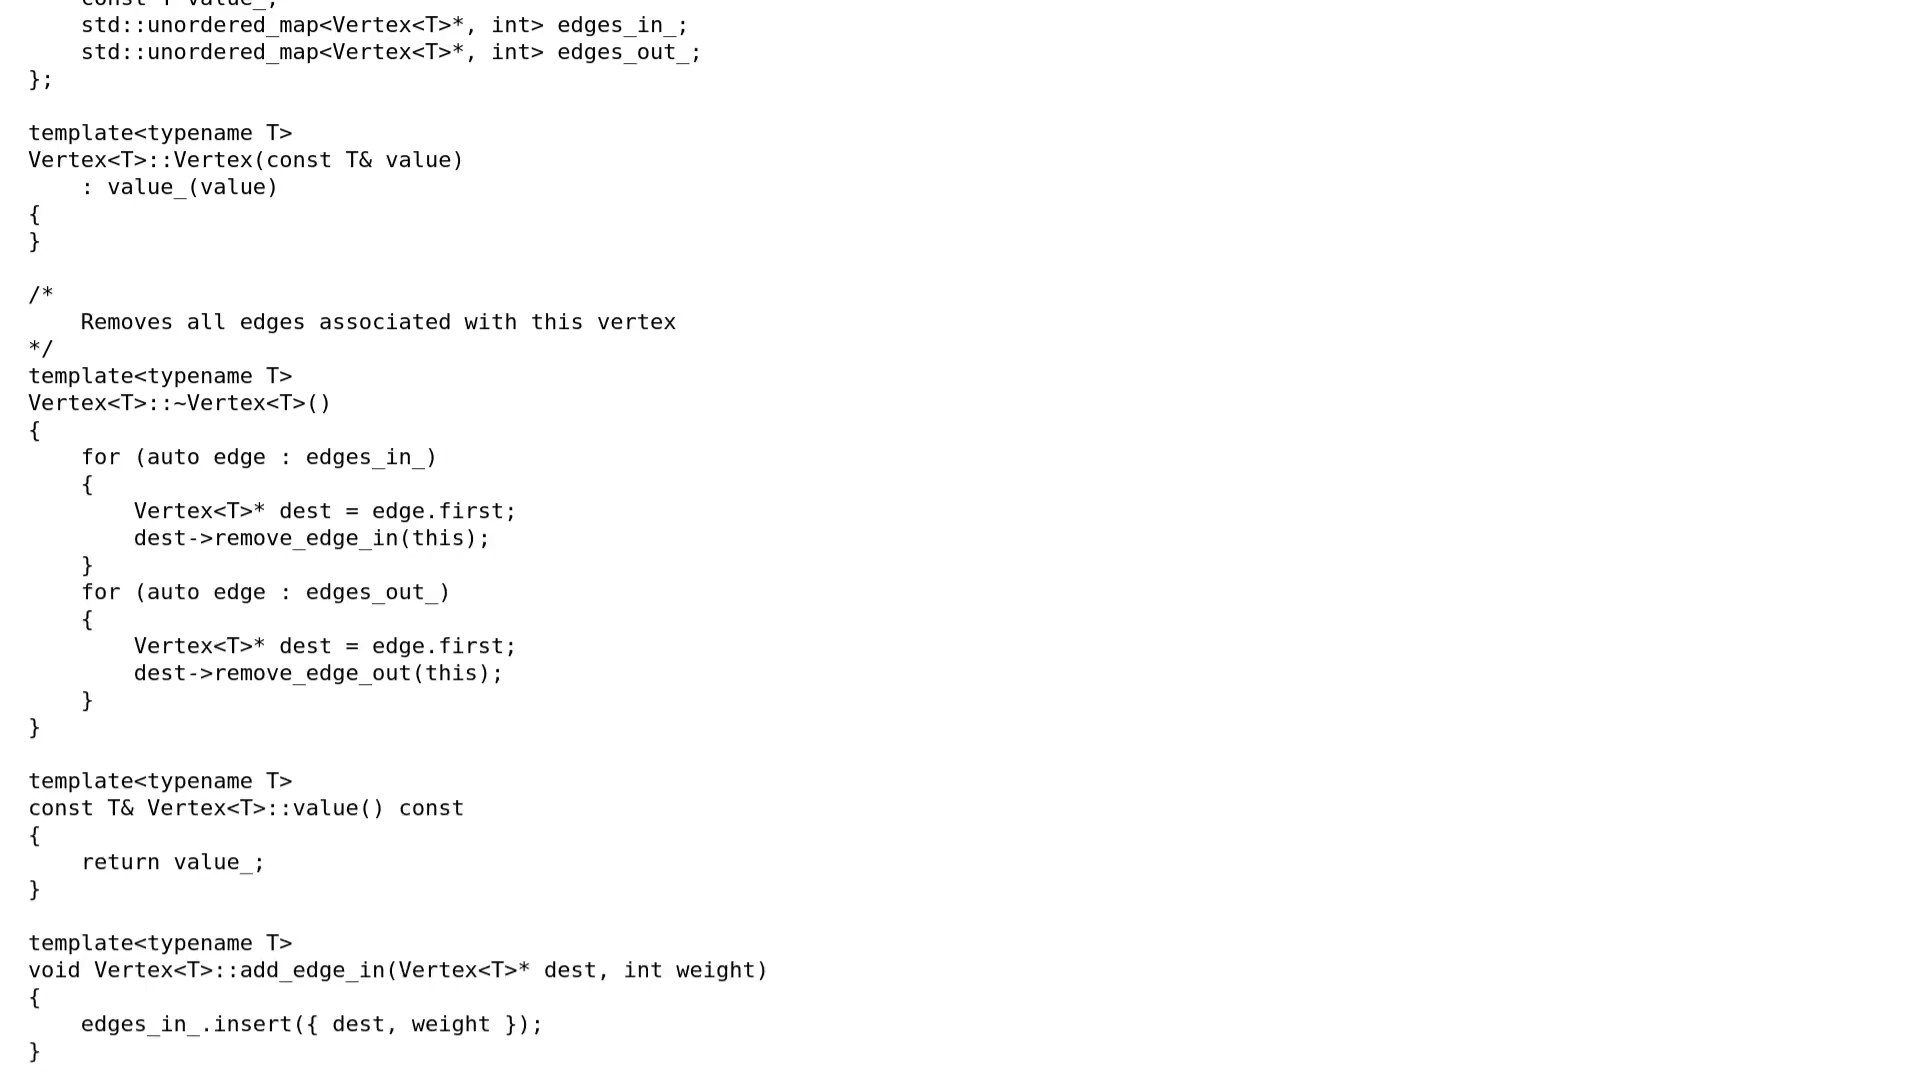 const T value_;
    std::unordered_map<Vertex<T>*, int> edges_in_;
    std::unordered_map<Vertex<T>*, int> edges_out_;
};

template<typename T>
Vertex<T>::Vertex(const T& value)
    : value_(value)
{
}

/*
    Removes all edges associated with this vertex
*/
template<typename T>
Vertex<T>::~Vertex<T>()
{
    for (auto edge : edges_in_)
    {
        Vertex<T>* dest = edge.first;
        dest->remove_edge_in(this);
    }
    for (auto edge : edges_out_)
    {
        Vertex<T>* dest = edge.first;
        dest->remove_edge_out(this);
    }
}

template<typename T>
const T& Vertex<T>::value() const
{
    return value_;
}

template<typename T>
void Vertex<T>::add_edge_in(Vertex<T>* dest, int weight)
{
    edges_in_.insert({ dest, weight });
}